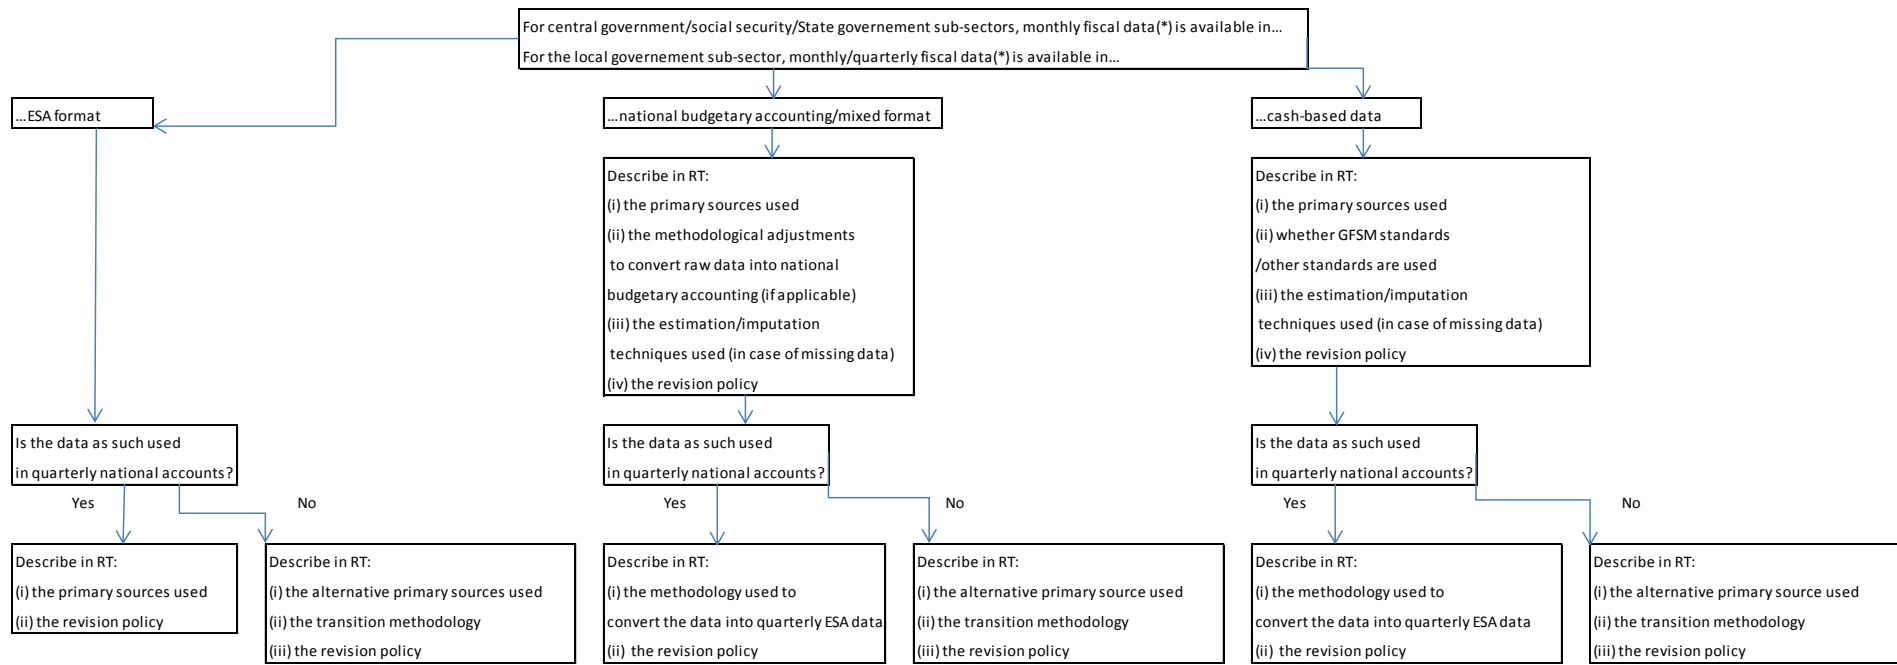 For central government/social security/State governement sub-sectors, monthly fiscal data(*) is available in…
For the local governement sub-sector, monthly/quarterly fiscal data(*) is available in…
…ESA format
…national budgetary accounting/mixed format
…cash-based data
Describe in RT:
(i) the primary sources used
(ii) the methodological adjustments
to convert raw data into national
budgetary accounting (if applicable)
(iii) the estimation/imputation
techniques used (in case of missing data)
(iv) the revision policy
Describe in RT:
(i) the primary sources used
(ii) whether GFSM standards
/other standards are used
(iii) the estimation/imputation
techniques used (in case of missing data)
(iv) the revision policy
Is the data as such used
in quarterly national accounts?
Yes
No
Is the data as such used
in quarterly national accounts?
Yes
No
Is the data as such used
in quarterly national accounts?
Yes
No
Describe in RT:
(i) the primary sources used
(ii) the revision policy
Describe in RT:
(i) the alternative primary sources used
(ii) the transition methodology
(iii) the revision policy
Describe in RT:
(i) the methodology used to
convert the data into quarterly ESA data
(ii) the revision policy
Describe in RT:
(i) the alternative primary source used
(ii) the transition methodology
(iii) the revision policy
Describe in RT:
(i) the methodology used to
convert the data into quarterly ESA data
(ii) the revision policy
Describe in RT:
(i) the alternative primary source used
(ii) the transition methodology
(iii) the revision policy